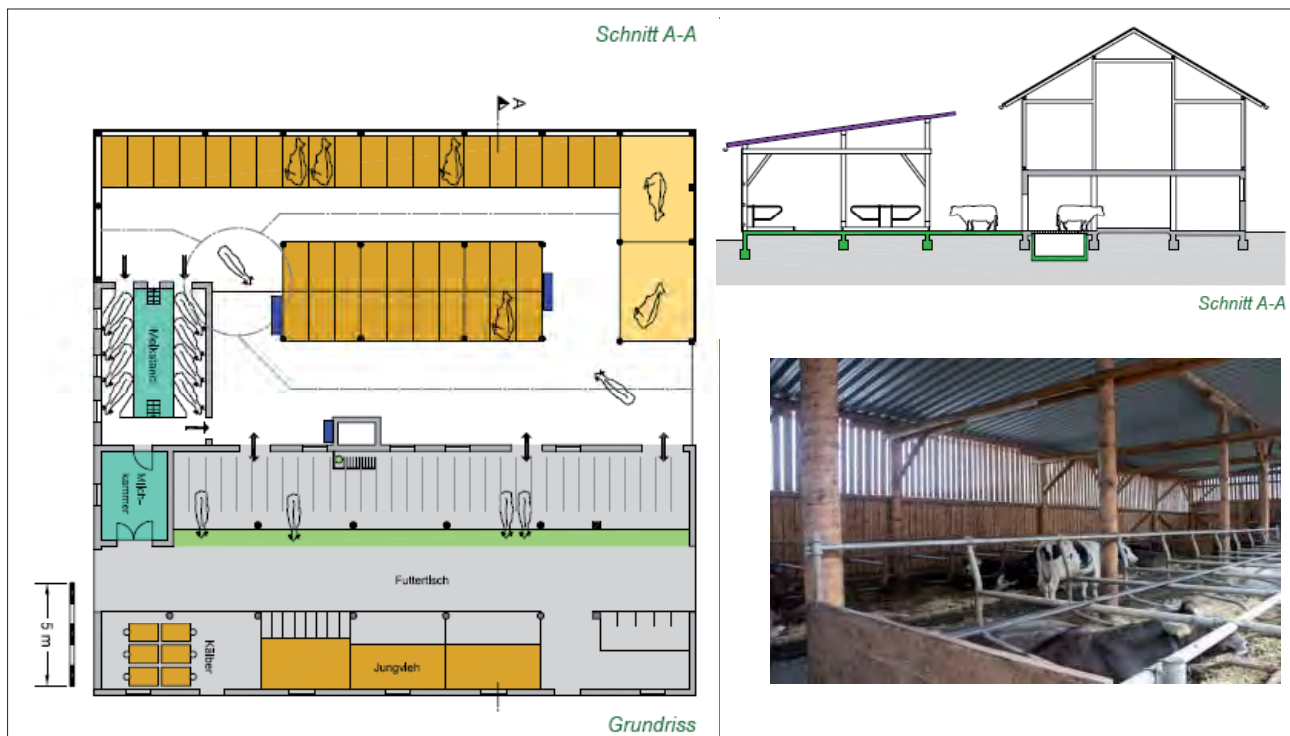 Schnitt A-A
A
Melkstand
Milch-
kammer
Futtertisch
5 m
Kälber
Jungvieh
Grundriss
Schnitt A-A